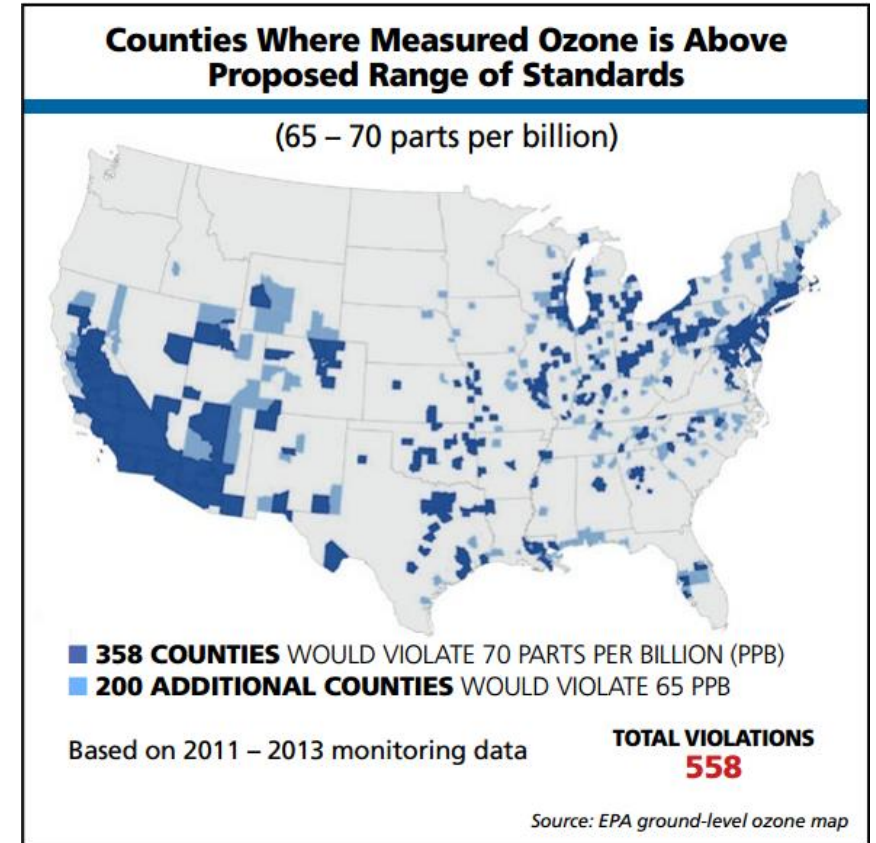 Counties Where Measured Ozone is Above
Proposed Range of Standards
(65 – 70 parts per billion)
358 COUNTIES WOULD VIOLATE 70 PARTS PER BILLION (PPB)
200 ADDITIONAL COUNTIES WOULD VIOLATE 65 PPB
Based on 2011 – 2013 monitoring data
TOTAL VIOLATIONS
558
Source: EPA ground-level ozone map